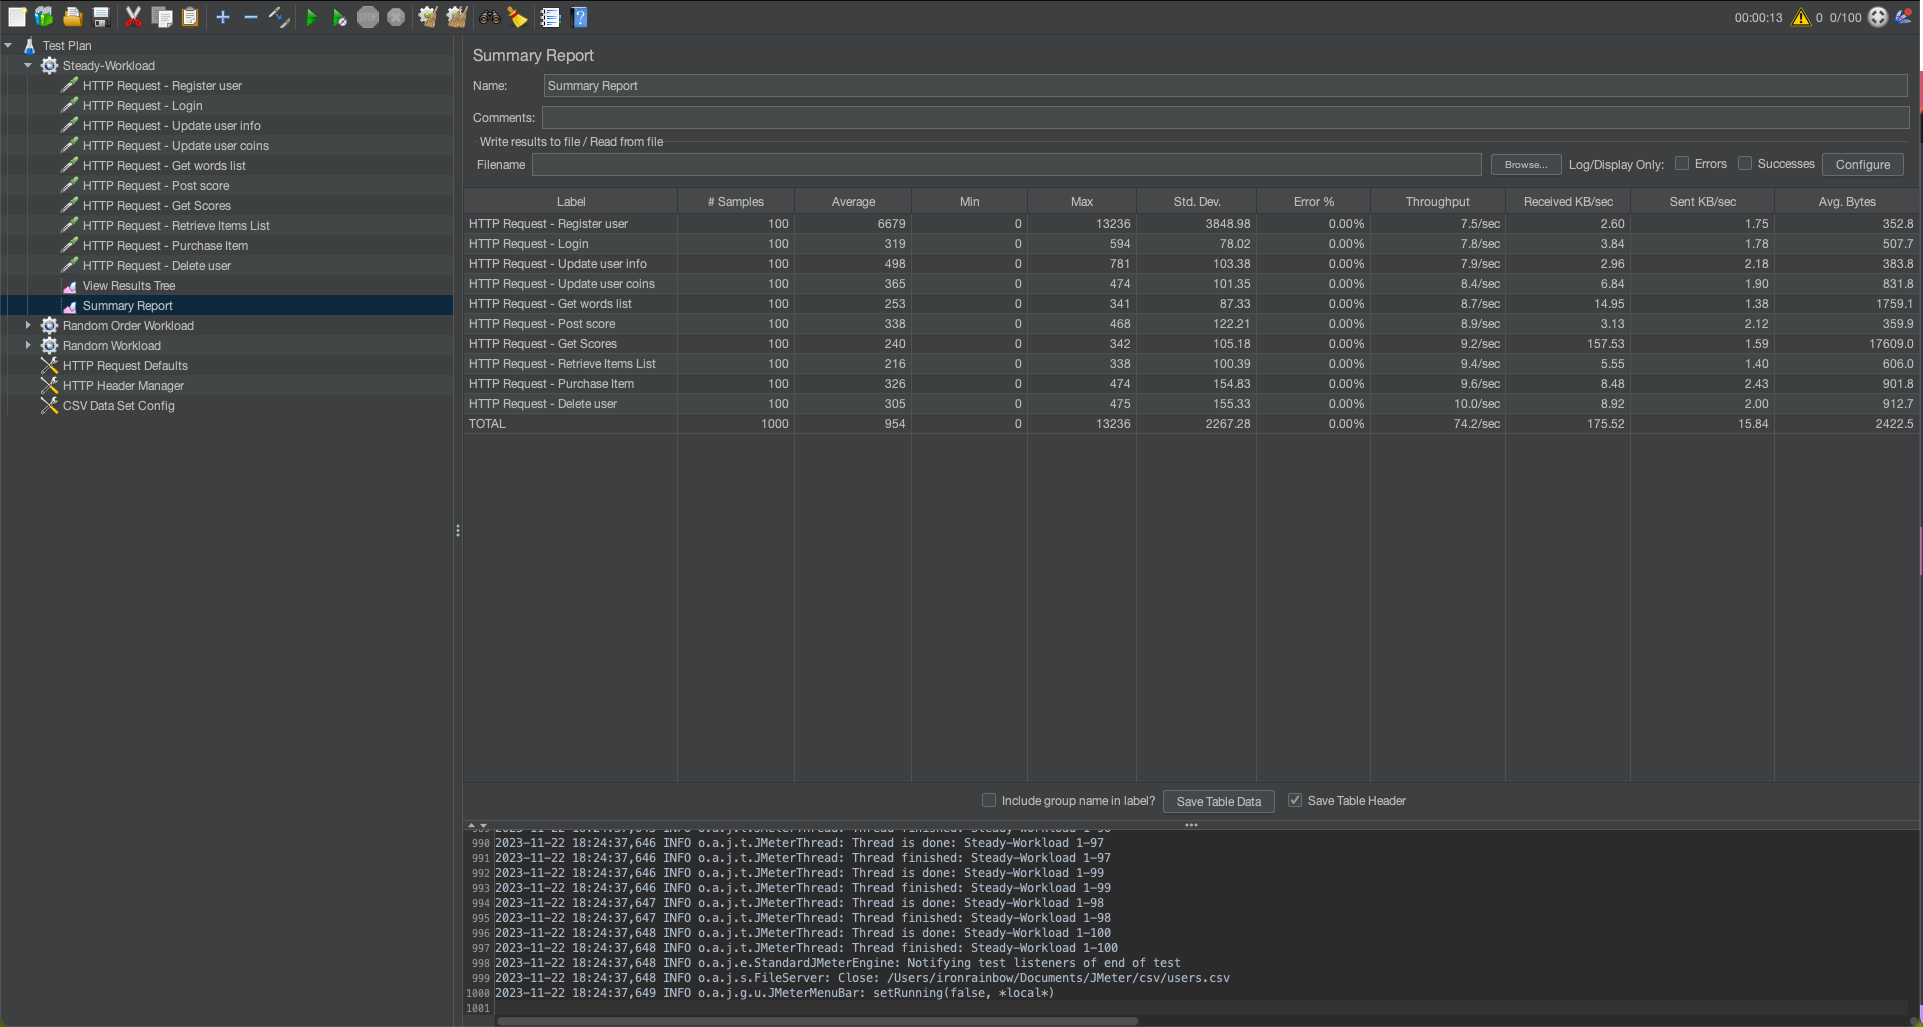 00:00:13 0 0/100
Test Plan
Steady-Workload
HTTP Request - Register user
HTTP Request - Login
HTTP Request - Update user info
HTTP Request - Update user coins
HTTP Request - Get words list
HTTP Request - Post score
HTTP Request - Get Scores
HTTP Request - Retrieve Items List
HTTP Request - Purchase Item
HTTP Request - Delete user
View Results Tree
Summary Report
Random Order Workload
Random Workload
HTTP Request Defaults
HTTP Header Manager
CSV Data Set Config
Summary Report
Name: Summary Report
Comments:
Write results to file / Read from file
Filename Browse... Log/Display Only: Errors Successes Configure
Label # Samples Average Min Max Std. Dev. Error % Throughput Received KB/sec Sent KB/sec Avg. Bytes
HTTP Request - Register user 100 6679 0 13236 3848.98 0.00% 7.5/sec 2.60 1.75 352.8
HTTP Request - Login 100 319 0 594 78.02 0.00% 7.8/sec 3.84 1.78 507.7
HTTP Request - Update user info 100 498 0 781 103.38 0.00% 7.9/sec 2.96 2.18 383.8
HTTP Request - Update user coins 100 365 0 474 101.35 0.00% 8.4/sec 6.84 1.90 831.8
HTTP Request - Get words list 100 253 0 341 87.33 0.00% 8.7/sec 14.95 1.38 1759.1
HTTP Request - Post score 100 338 0 468 122.21 0.00% 8.9/sec 3.13 2.12 359.9
HTTP Request - Get Scores 100 240 0 342 105.18 0.00% 9.2/sec 157.53 1.59 17609.0
HTTP Request - Retrieve Items List 100 216 0 338 100.39 0.00% 9.4/sec 5.55 1.40 606.0
HTTP Request - Purchase Item 100 326 0 474 154.83 0.00% 9.6/sec 8.48 2.43 901.8
HTTP Request - Delete user 100 305 0 475 155.33 0.00% 10.0/sec 8.92 2.00 912.7
TOTAL 1000 954 0 13236 2267.28 0.00% 74.2/sec 175.52 15.84 2422.5
Include group name in label? Save Table Data Save Table Header
990 2023-11-22 18:24:37,646 INFO o.a.j.t.JMeterThread: Thread is done: Steady-Workload 1-97
991 2023-11-22 18:24:37,646 INFO o.a.j.t.JMeterThread: Thread finished: Steady-Workload 1-97
992 2023-11-22 18:24:37,646 INFO o.a.j.t.JMeterThread: Thread is done: Steady-Workload 1-99
993 2023-11-22 18:24:37,646 INFO o.a.j.t.JMeterThread: Thread finished: Steady-Workload 1-99
994 2023-11-22 18:24:37,647 INFO o.a.j.t.JMeterThread: Thread is done: Steady-Workload 1-98
995 2023-11-22 18:24:37,647 INFO o.a.j.t.JMeterThread: Thread finished: Steady-Workload 1-98
996 2023-11-22 18:24:37,648 INFO o.a.j.t.JMeterThread: Thread is done: Steady-Workload 1-100
997 2023-11-22 18:24:37,648 INFO o.a.j.t.JMeterThread: Thread finished: Steady-Workload 1-100
998 2023-11-22 18:24:37,648 INFO o.a.j.e.StandardJMeterEngine: Notifying test listeners of end of test
999 2023-11-22 18:24:37,648 INFO o.a.j.s.FileServer: Close: /Users/ironrainbow/Documents/JMeter/csv/users.csv
1000 2023-11-22 18:24:37,649 INFO o.a.j.g.u.JMeterMenuBar: setRunning(false, *local*)
1001